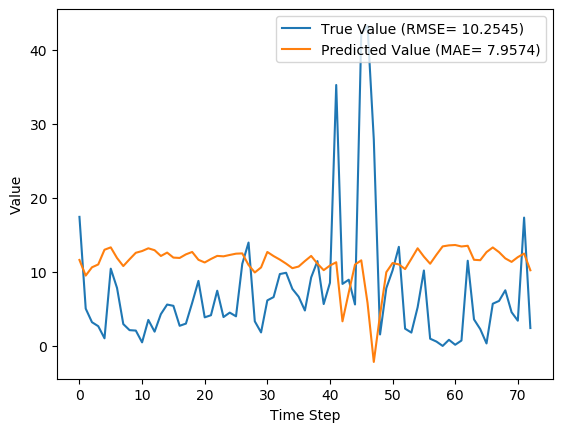 True Value (RMSE= 10.2545)
Predicted Value (MAE= 7.9574)
40
30
20
10
0
Value
0 10 20 30 40 50 60 70
Time Step